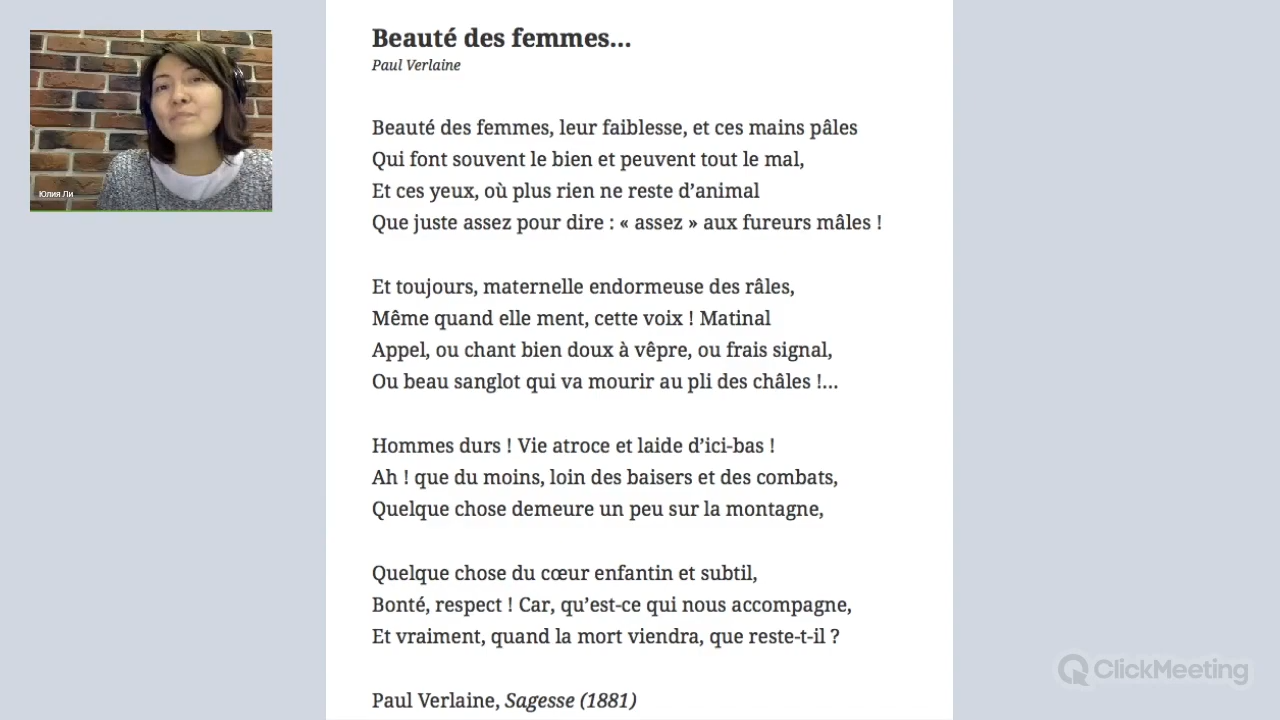 Beauté des femmes...
Paul Verlaine
Beauté des femmes, leur faiblesse, et ces mains pâles
Qui font souvent le bien et peuvent tout le mal,
Et ces yeux, où plus rien ne reste d’animal
Que juste assez pour dire : « assez » aux fureurs mâles !
Et toujours, maternelle endormeuse des râles,
Même quand elle ment, cette voix ! Matinal
Appel, ou chant bien doux à vêpre, ou frais signal,
Ou beau sanglot qui va mourir au pli des châles !...
Hommes durs ! Vie atroce et laide d’ici-bas !
Ah ! que du moins, loin des baisers et des combats,
Quelque chose demeure un peu sur la montagne,
Quelque chose du cœur enfantin et subtil,
Bonté, respect ! Car, qu’est-ce qui nous accompagne,
Et vraiment, quand la mort viendra, que reste-t-il ?
Paul Verlaine, Sagesse (1881)
Юлия Ли
ClickMeeting